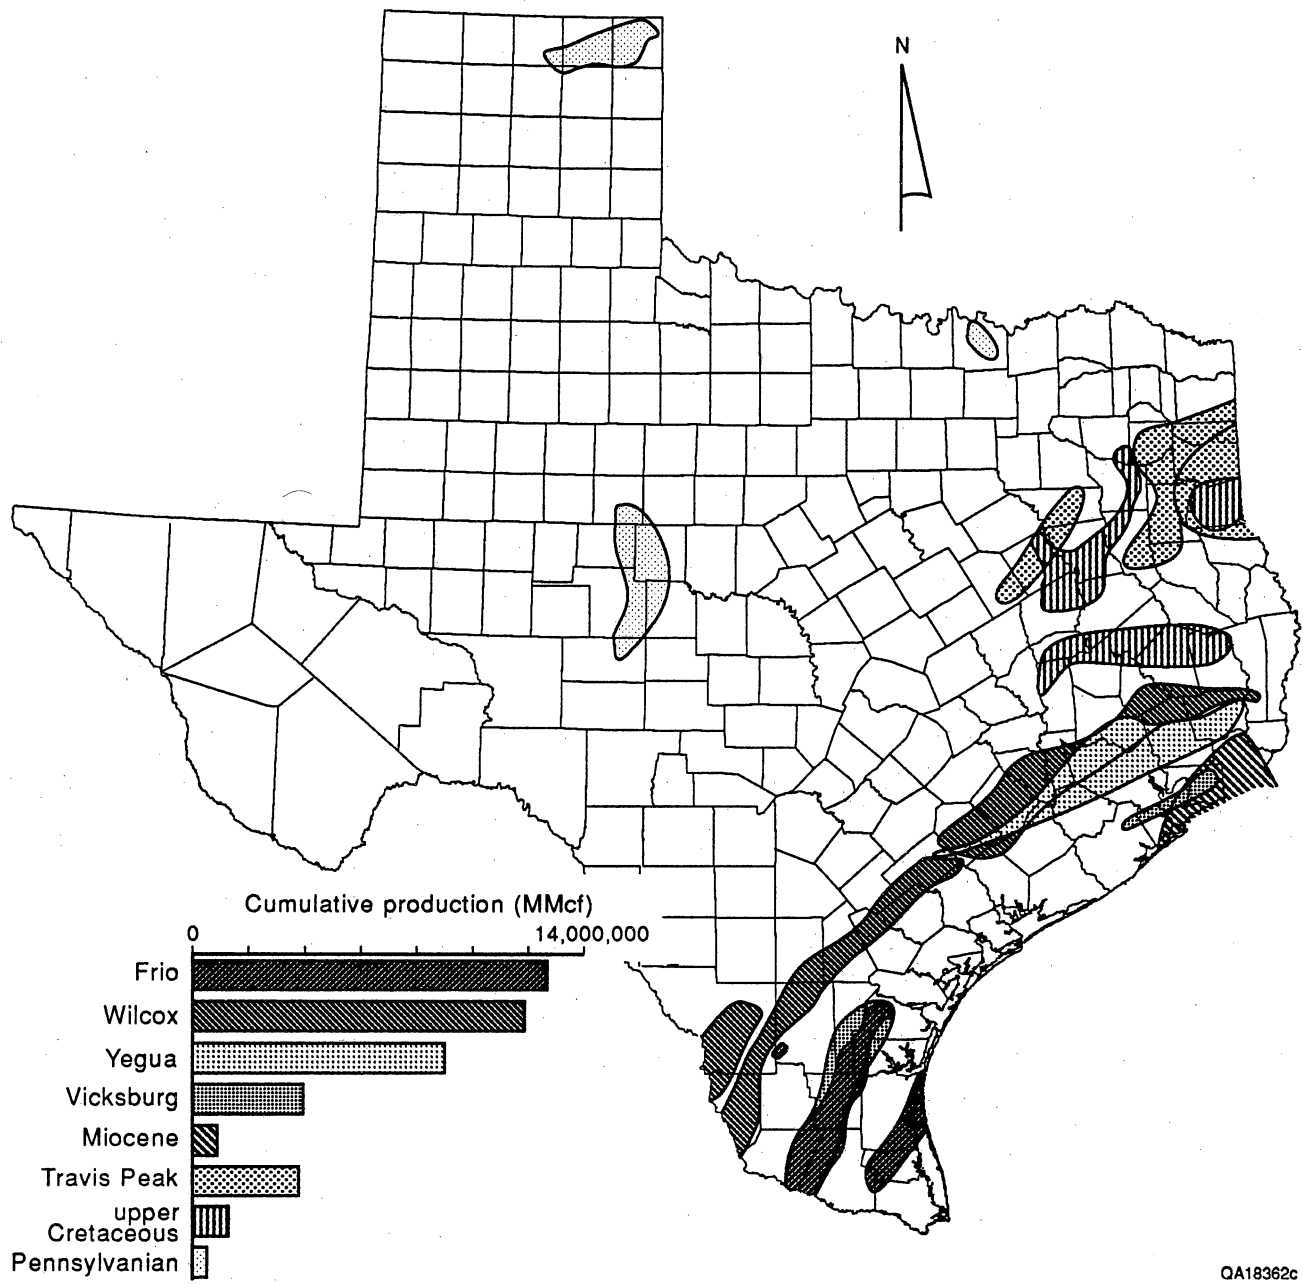 N
Cumulative production (MMcf)
0 14,000,000
Frio
Wilcox
Yegua
Vicksburg
Miocene
Travis Peak
upper
Cretaceous
Pennsylvanian
QA18362c